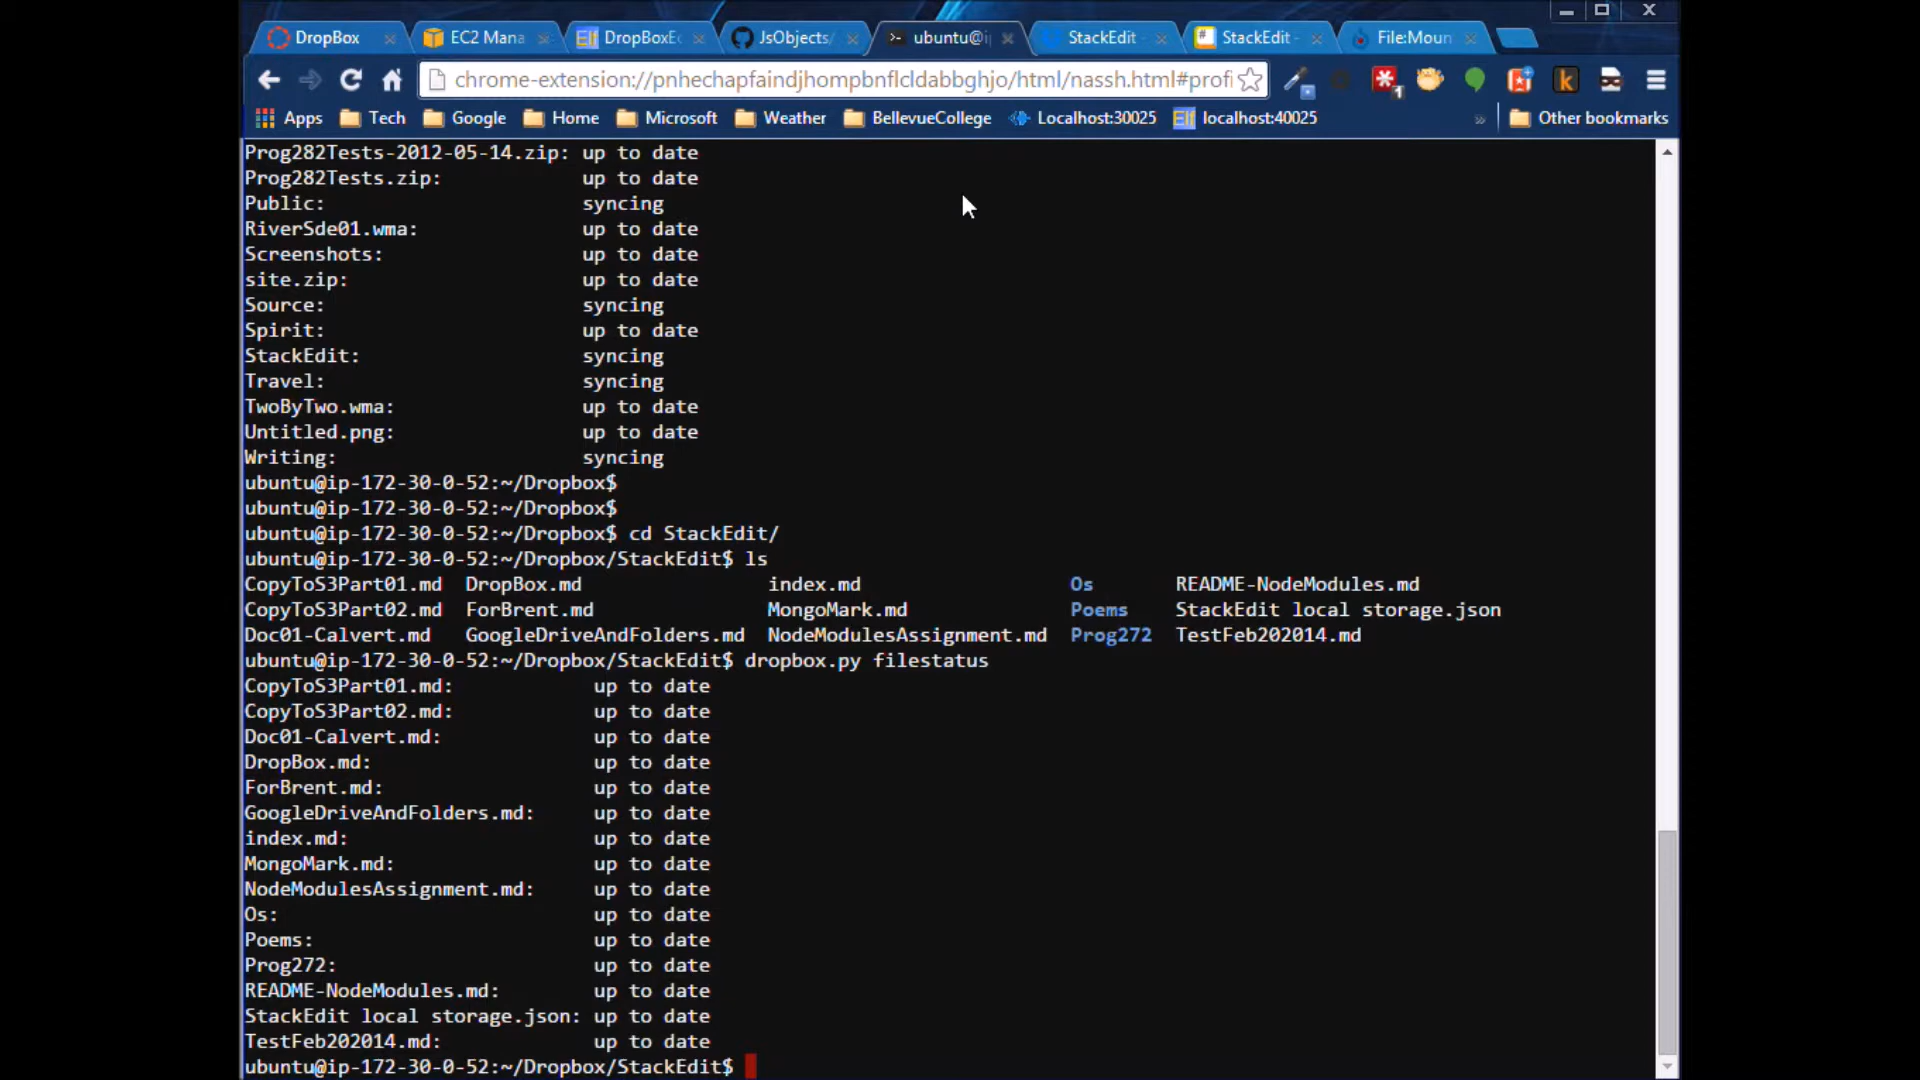 DropBox EC2 Mana DropBoxEc JsObjects/ ubuntu@ip StackEdit - StackEdit - File:Moun
chrome-extension://pnhechapfaindjhompbnflcldabbghjo/html/nassh.html#profi
1
Apps Tech Google Home Microsoft Weather BellevueCollege Localhost:30025 localhost:40025 » Other bookmarks
Prog282Tests-2012-05-14.zip: up to date
Prog282Tests.zip: up to date
Public: syncing
RiverSde01.wma: up to date
Screenshots: up to date
site.zip: up to date
Source: syncing
Spirit: up to date
StackEdit: syncing
Travel: syncing
TwoByTwo.wma: up to date
Untitled.png: up to date
Writing: syncing
ubuntu@ip-172-30-0-52:~/Dropbox$
ubuntu@ip-172-30-0-52:~/Dropbox$
ubuntu@ip-172-30-0-52:~/Dropbox$ cd StackEdit/
ubuntu@ip-172-30-0-52:~/Dropbox/StackEdit$ ls
CopyToS3Part01.md DropBox.md index.md Os README-NodeModules.md
CopyToS3Part02.md ForBrent.md MongoMark.md Poems StackEdit local storage.json
Doc01-Calvert.md GoogleDriveAndFolders.md NodeModulesAssignment.md Prog272 TestFeb202014.md
ubuntu@ip-172-30-0-52:~/Dropbox/StackEdit$ dropbox.py filestatus
CopyToS3Part01.md: up to date
CopyToS3Part02.md: up to date
Doc01-Calvert.md: up to date
DropBox.md: up to date
ForBrent.md: up to date
GoogleDriveAndFolders.md: up to date
index.md: up to date
MongoMark.md: up to date
NodeModulesAssignment.md: up to date
Os: up to date
Poems: up to date
Prog272: up to date
README-NodeModules.md: up to date
StackEdit local storage.json: up to date
TestFeb202014.md: up to date
ubuntu@ip-172-30-0-52:~/Dropbox/StackEdit$